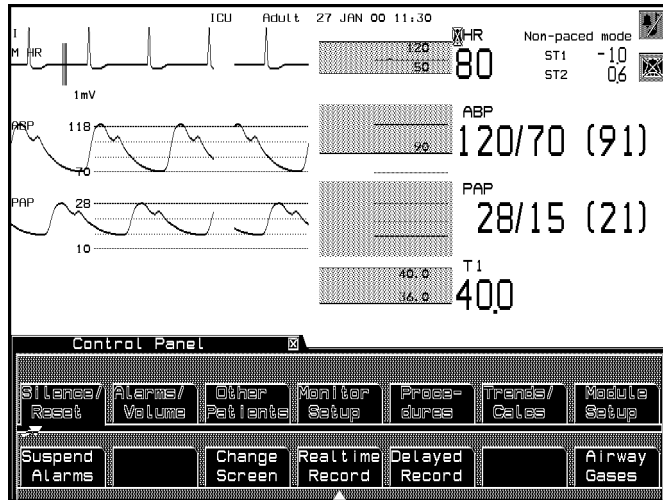 ICU Adult 27 JAN 00 11:30
I
M HR
1mV
120
50
HR
80
Non-paced mode
ST1 -1.0
ST2 0.6
ABP
118
70
90
ABP
120/70 (91)
PAP
28
10
PAP
28/15 (21)
40.0
36.0
T1
40.0
Control Panel
Silence/ Reset
Alarms/ Volume
Other Patients
Monitor Setup
Proce- dures
Trends/ Calcs
Module Setup
Suspend Alarms
Change Screen
Realtime Record
Delayed Record
Airway Gases